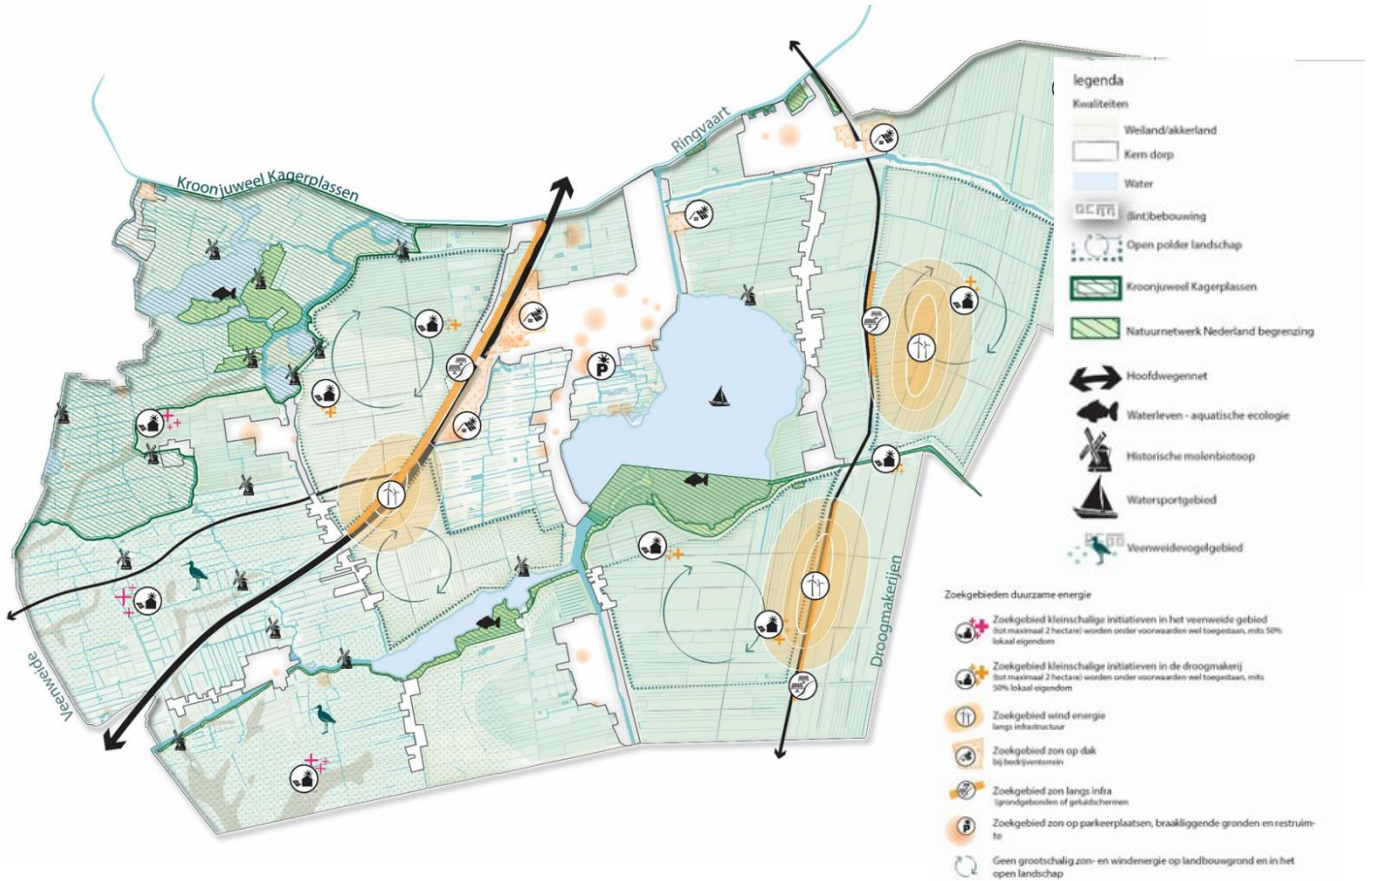 Kroonjuweel Kagerplassen
Ringvaart
Veenweide
Droogmakerijen
P
legenda
Kwaliteiten
Weiland/akkerland
Kern dorp
Water
(lint)bebouwing
Open polder landschap
Kroonjuweel Kagerplassen
Natuurnetwerk Nederland begrenzing
Hoofdwegennet
Waterleven - aquatische ecologie
Historische molenbiotoop
Watersportgebied
Veenweidevogelgebied
Zoekgebieden duurzame energie
Zoekgebied kleinschalige initiatieven in het veenweide gebied
(tot maximaal 2 hectare) worden onder voorwaarden wel toegestaan, mits 50%
lokaal eigendom
Zoekgebied kleinschalige initiatieven in de droogmakerij
(tot maximaal 2 hectare) worden onder voorwaarden wel toegestaan, mits
50% lokaal eigendom
Zoekgebied wind energie
langs infrastructuur
Zoekgebied zon op dak
bij bedrijventerrein
Zoekgebied zon langs infra
(grondgebonden of geluidschermen
P
Zoekgebied zon op parkeerplaatsen, braakliggende gronden en restruim-
te
Geen grootschalig zon- en windenergie op landbouwgrond en in het
open landschap